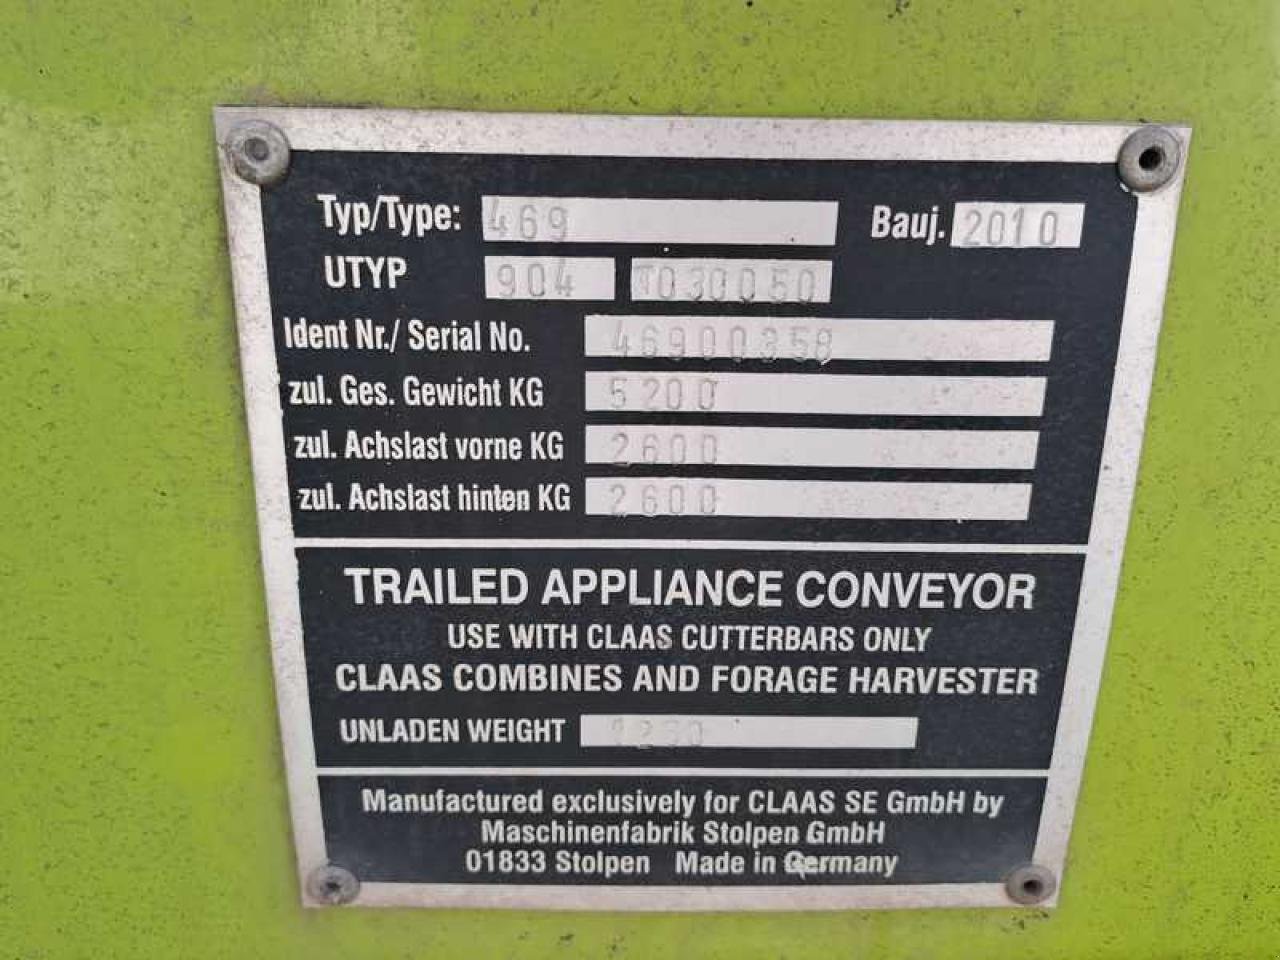 Typ/Type: 469 Bauj. 2010
UTYP 904 T030050
Ident Nr./ Serial No. 46900358
zul. Ges. Gewicht KG 5200
zul. Achslast vorne KG 2600
zul. Achslast hinten KG 2600
TRAILED APPLIANCE CONVEYOR
USE WITH CLAAS CUTTERBARS ONLY
CLAAS COMBINES AND FORAGE HARVESTER
UNLADEN WEIGHT
Manufactured exclusively for CLAAS SE GmbH by
Maschinenfabrik Stolpen GmbH
01833 Stolpen Made in Germany